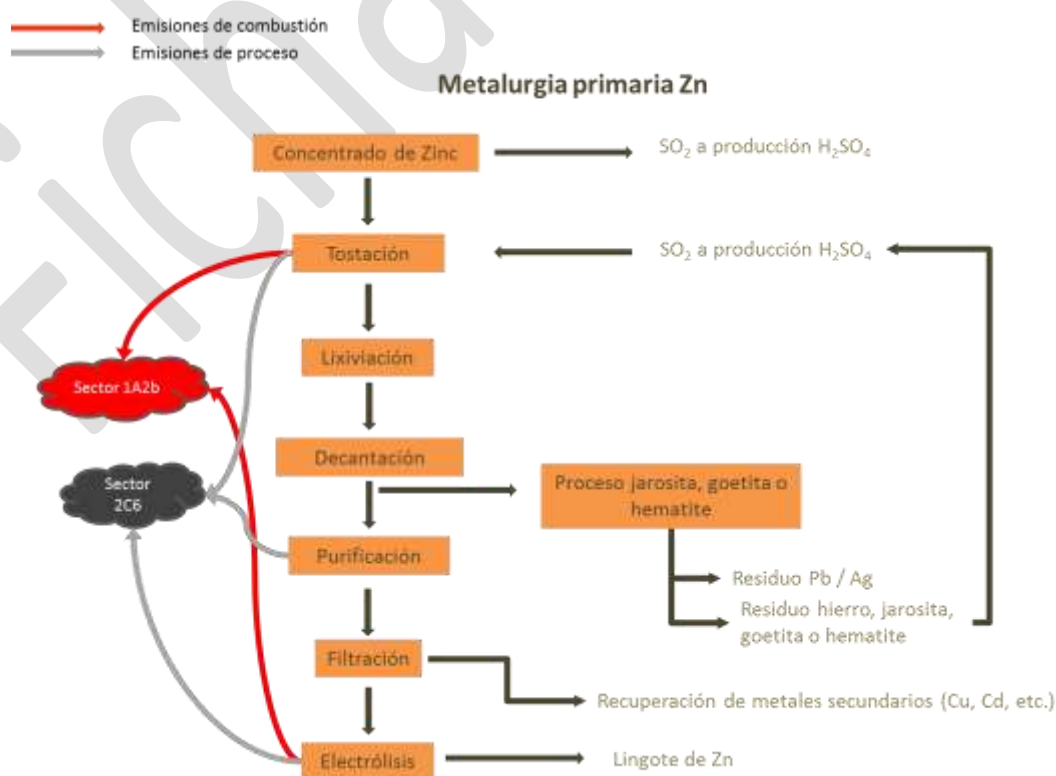 Emisiones de combustión
Emisiones de proceso
Metalurgia primaria Zn
Concentrado de Zinc
SO₂ a producción H₂SO₄
Tostación
SO₂ a producción H₂SO₄
Lixiviación
Sector 1A2b
Decantación
Sector
2C6
Proceso jarosita, goetita o
hematite
Purificación
Residuo Pb / Ag
Residuo hierro, jarosita,
goetita o hematite
Filtración
Recuperación de metales secundarios (Cu, Cd, etc.)
Electrólisis
Lingote de Zn